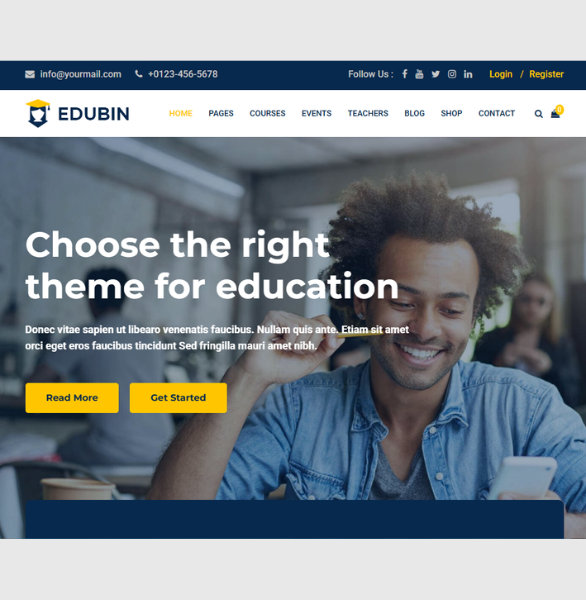 info@yourmail.com +0123-456-5678 Follow Us : Login / Register
EDUBIN HOME PAGES COURSES EVENTS TEACHERS BLOG SHOP CONTACT 0
Choose the right
theme for education
Donec vitae sapien ut libearo venenatis faucibus. Nullam quis ante. Etiam sit amet
orci eget eros faucibus tincidunt Sed fringilla mauri amet nibh.
Read More Get Started